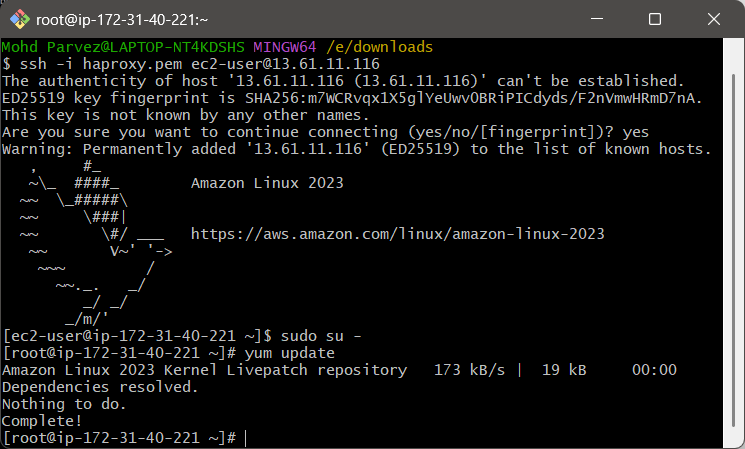 root@ip-172-31-40-221:~
Mohd Parvez@LAPTOP-NT4KDSHS MINGW64 /e/downloads
$ ssh -i haproxy.pem ec2-user@13.61.11.116
The authenticity of host '13.61.11.116 (13.61.11.116)' can't be established.
ED25519 key fingerprint is SHA256:m7WCRvqx1X5glYeUwvOBRiPICdyds/F2nVmwHRmD7nA.
This key is not known by any other names.
Are you sure you want to continue connecting (yes/no/[fingerprint])? yes
Warning: Permanently added '13.61.11.116' (ED25519) to the list of known hosts.
   ,     #_
   ~\_  ####_        Amazon Linux 2023
  ~~  \_#####\
  ~~     \###|
  ~~       \#/ ___   https://aws.amazon.com/linux/amazon-linux-2023
   ~~       V~' '->
    ~~~         /
      ~~._.   _/
         _/ _/
       _/m/'
[ec2-user@ip-172-31-40-221 ~]$ sudo su -
[root@ip-172-31-40-221 ~]# yum update
Amazon Linux 2023 Kernel Livepatch repository   173 kB/s |  19 kB     00:00
Dependencies resolved.
Nothing to do.
Complete!
[root@ip-172-31-40-221 ~]#